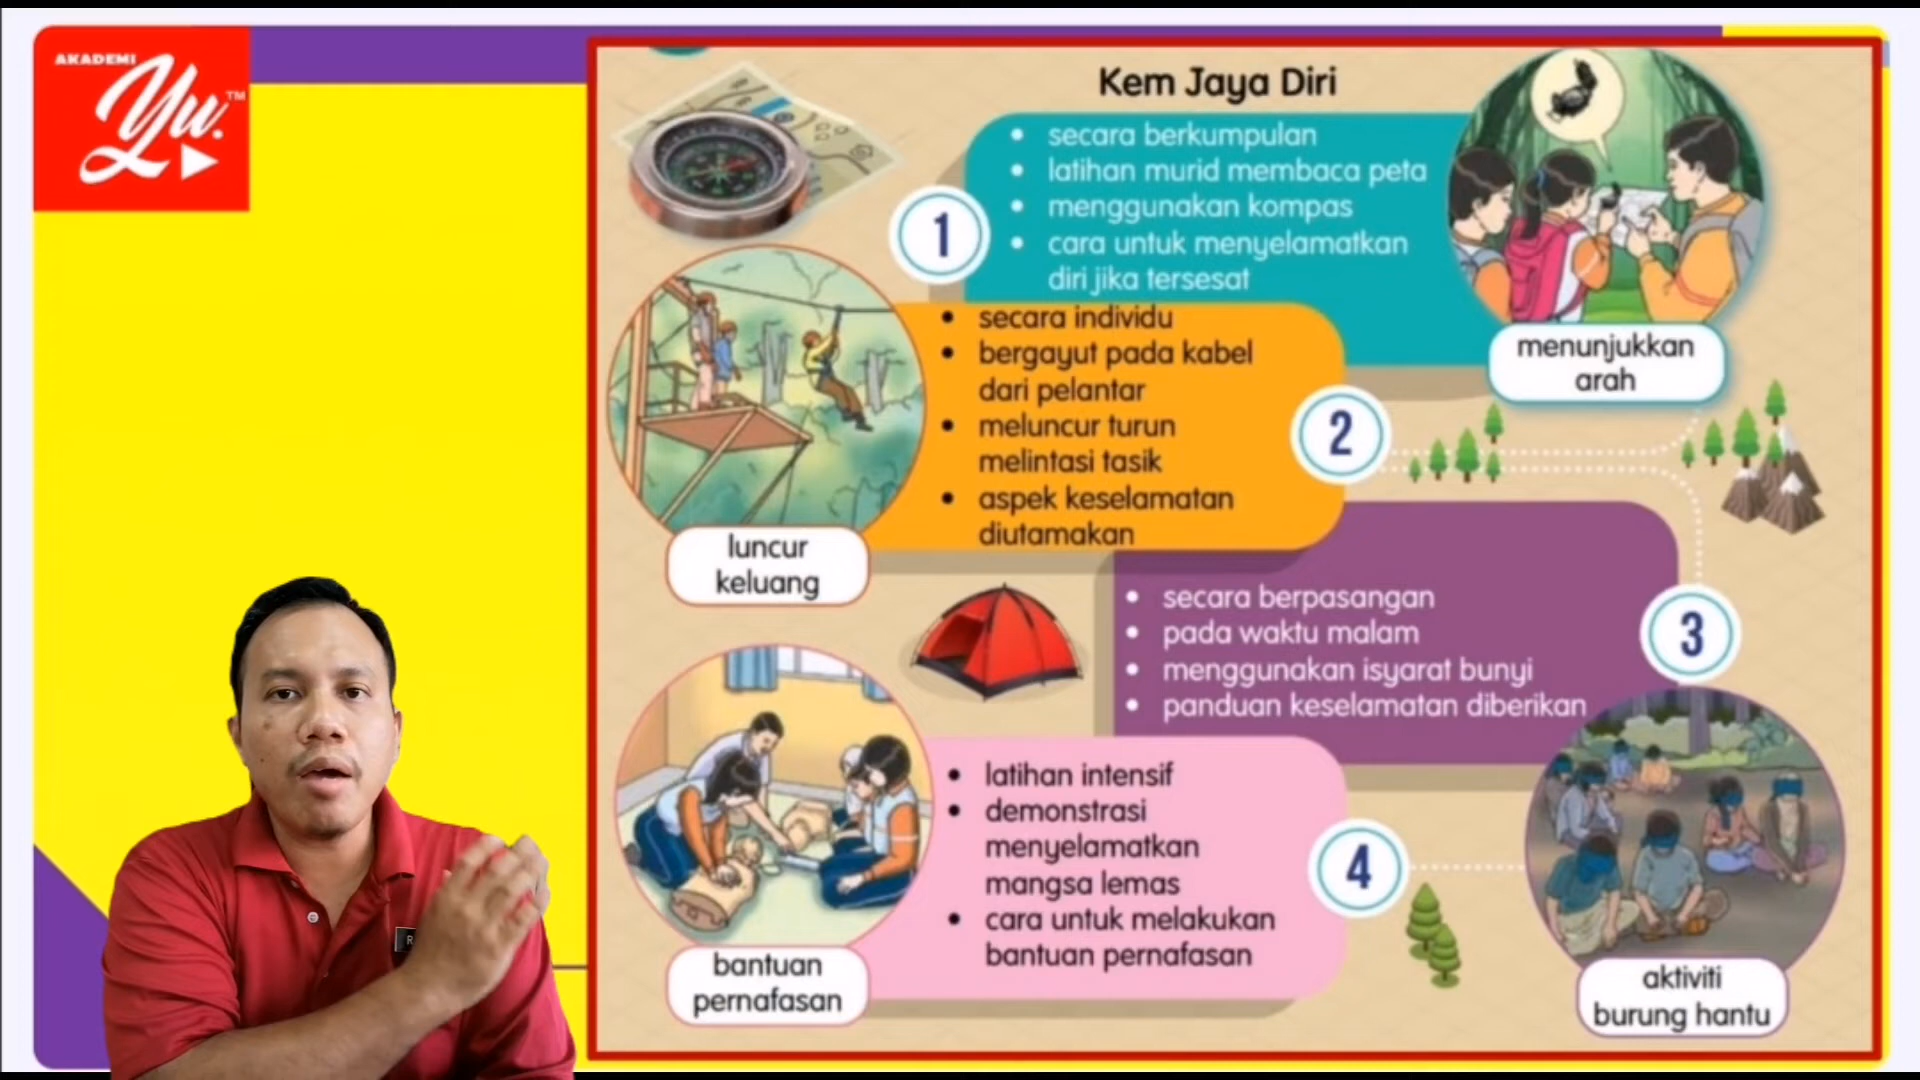 AKADEMI
Yu.
TM
Kem Jaya Diri
1
• secara berkumpulan
• latihan murid membaca peta
• menggunakan kompas
• cara untuk menyelamatkan
diri jika tersesat
menunjukkan
arah
2
• secara individu
• bergayut pada kabel
dari pelantar
• meluncur turun
melintasi tasik
• aspek keselamatan
diutamakan
luncur
keluang
3
• secara berpasangan
• pada waktu malam
• menggunakan isyarat bunyi
• panduan keselamatan diberikan
aktiviti
burung hantu
4
• latihan intensif
• demonstrasi
menyelamatkan
mangsa lemas
• cara untuk melakukan
bantuan pernafasan
bantuan
pernafasan